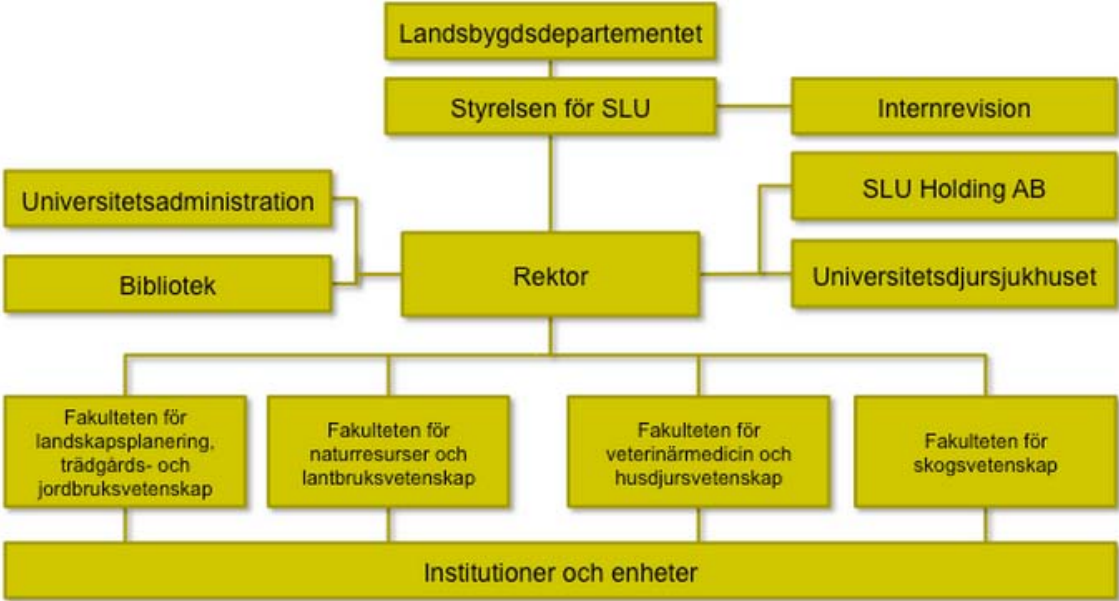 Landsbygdsdepartementet
Styrelsen för SLU
Internrevision
Universitetsadministration
SLU Holding AB
Bibliotek
Rektor
Universitetsdjursjukhuset
Fakulteten för
landskapsplanering,
trädgårds- och
jordbruksvetenskap
Fakulteten för
naturresurser och
lantbruksvetenskap
Fakulteten för
veterinärmedicin och
husdjursvetenskap
Fakulteten för
skogsvetenskap
Institutioner och enheter